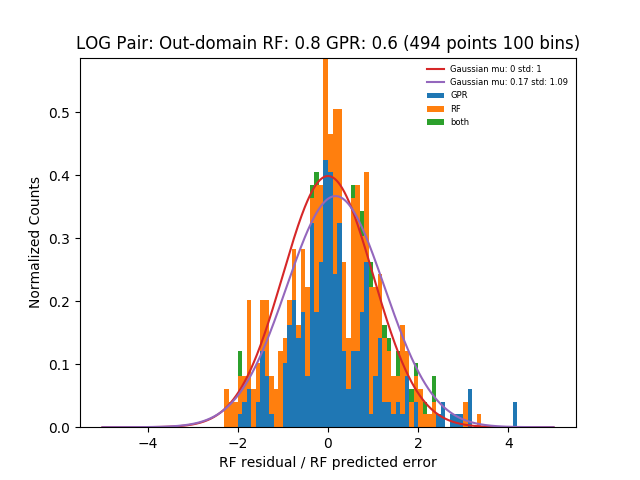 LOG Pair: Out-domain RF: 0.8 GPR: 0.6 (494 points 100 bins)
Gaussian mu: 0 std: 1
Gaussian mu: 0.17 std: 1.09
GPR
RF
both
Normalized Counts
0.5
0.4
0.3
0.2
0.1
0.0
−4 −2 0 2 4
RF residual / RF predicted error